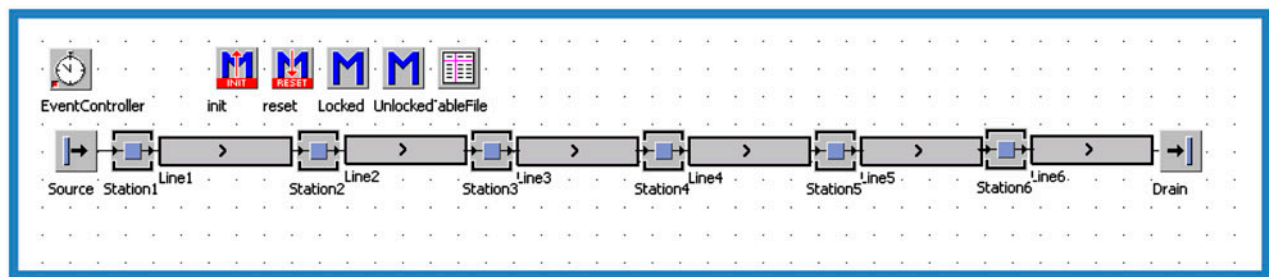 INIT
RESET
EventController
init
reset
Locked
Unlocked
ableFile
Source
Station1
Line1
Station2
Line2
Station3
Line3
Station4
Line4
Station5
Line5
Station6
Line6
Drain